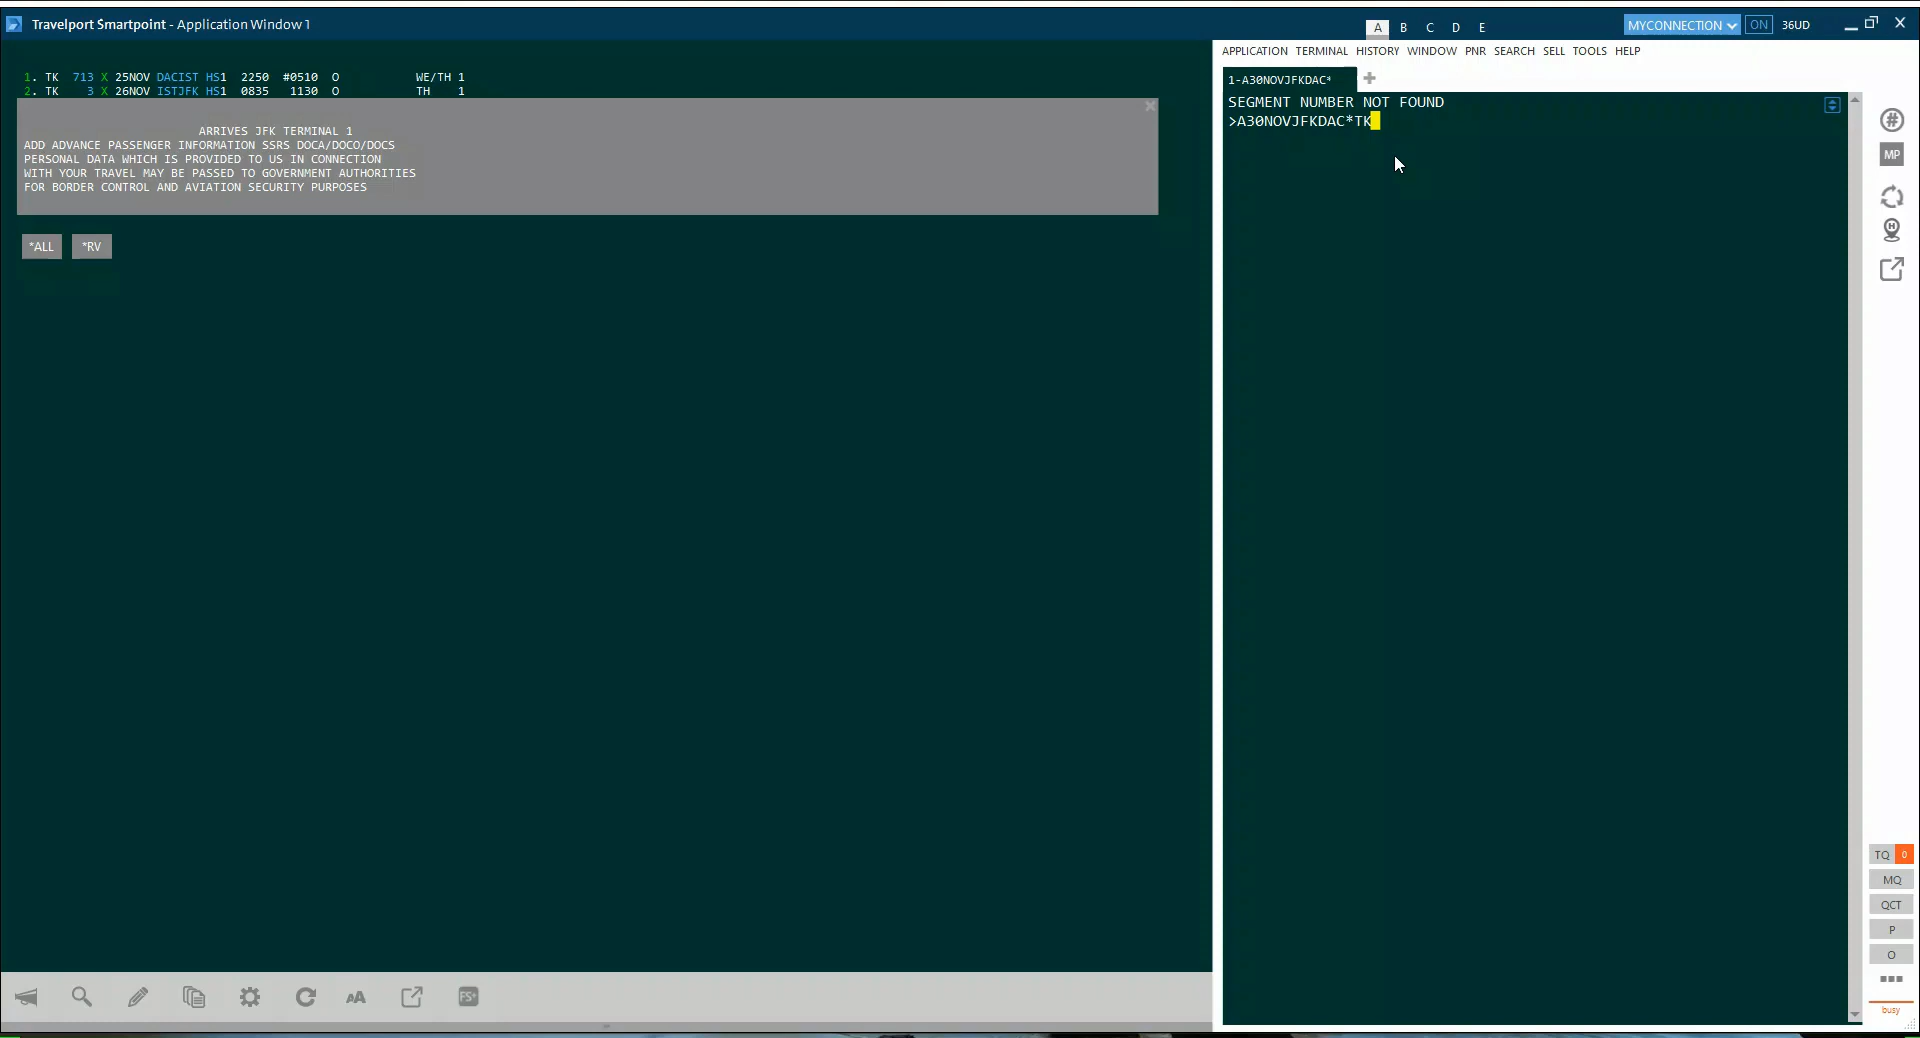 Travelport Smartpoint - Application Window 1
A B C D E
MYCONNECTION ON 36UD
APPLICATION TERMINAL HISTORY WINDOW PNR SEARCH SELL TOOLS HELP
1. TK 713 X 25NOV DACIST HS1 2250 #0510 O WE/TH 1
2. TK 3 X 26NOV ISTJFK HS1 0835 1130 O TH 1
ARRIVES JFK TERMINAL 1
ADD ADVANCE PASSENGER INFORMATION SSRS DOCA/DOCO/DOCS
PERSONAL DATA WHICH IS PROVIDED TO US IN CONNECTION
WITH YOUR TRAVEL MAY BE PASSED TO GOVERNMENT AUTHORITIES
FOR BORDER CONTROL AND AVIATION SECURITY PURPOSES
*ALL *RV
1-A30NOVJFKDAC*
SEGMENT NUMBER NOT FOUND
>A30NOVJFKDAC*TK
#
MP
H
TQ 0
MQ
QCT
P
O
busy
AA FS+